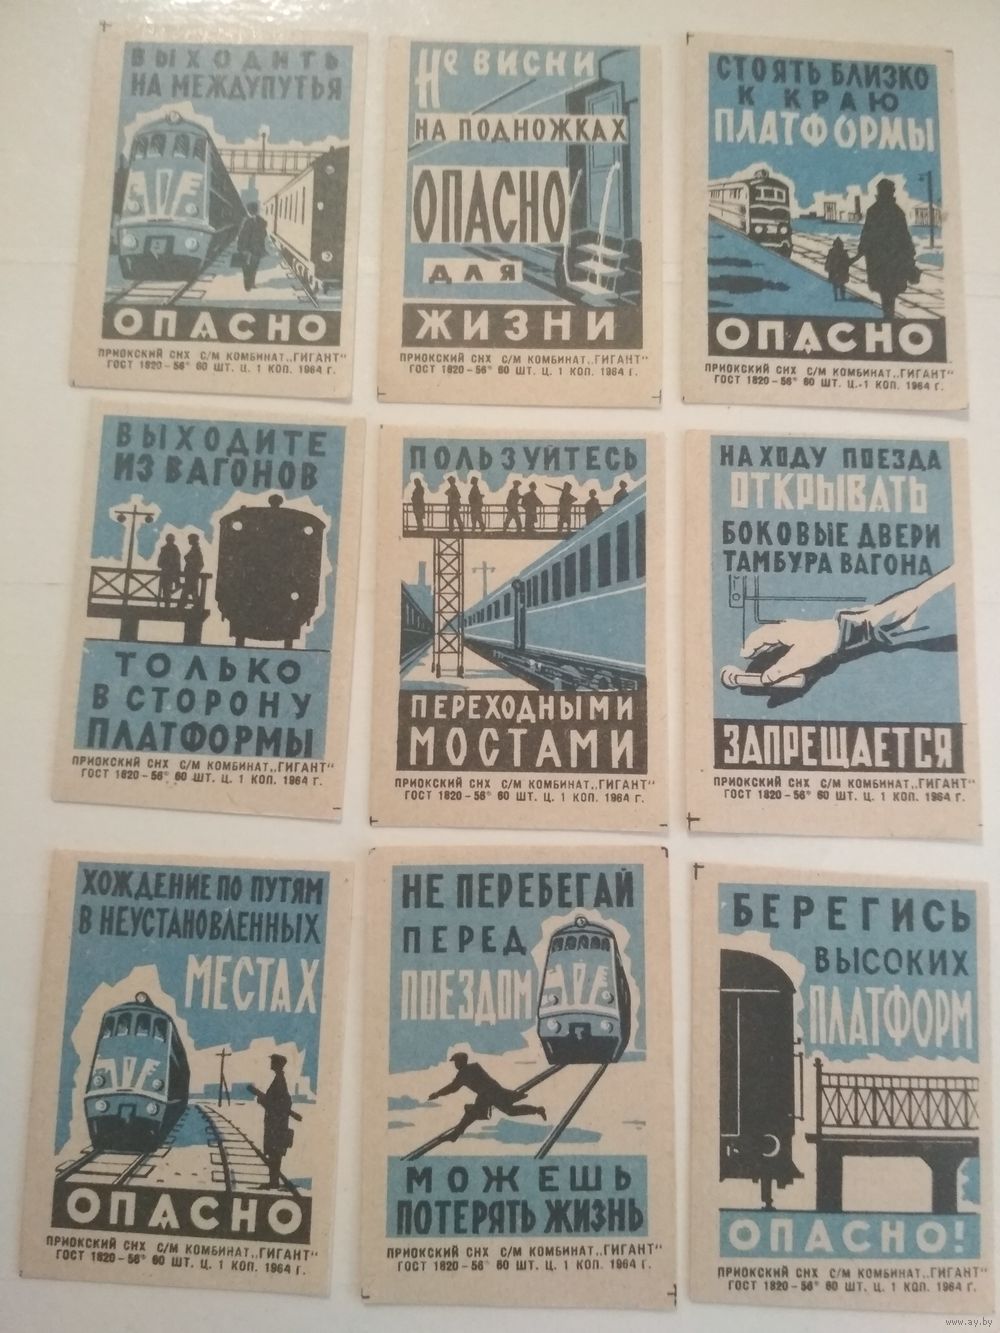 ВЫХОДИТЬ
НА МЕЖДУПУТЬЯ
ОПАСНО
ПРИОКСКИЙ СНХ С/М КОМБИНАТ „ГИГАНТ“
ГОСТ 1820-56* 60 ШТ. Ц. 1 КОП. 1964 Г.
НЕ ВИСНИ
НА ПОДНОЖКАХ
ОПАСНО
ДЛЯ
ЖИЗНИ
ПРИОКСКИЙ СНХ С/М КОМБИНАТ „ГИГАНТ“
ГОСТ 1820-56* 60 ШТ. Ц. 1 КОП. 1964 Г.
СТОЯТЬ БЛИЗКО
К КРАЮ
ПЛАТФОРМЫ
ОПАСНО
ПРИОКСКИЙ СНХ С/М КОМБИНАТ „ГИГАНТ“
ГОСТ 1820-56* 60 ШТ. Ц. 1 КОП. 1964 Г.
ВЫХОДИТЕ
ИЗ ВАГОНОВ
ТОЛЬКО
В СТОРОНУ
ПЛАТФОРМЫ
ПРИОКСКИЙ СНХ С/М КОМБИНАТ „ГИГАНТ“
ГОСТ 1820-56* 60 ШТ. Ц. 1 КОП. 1964 Г.
ПОЛЬЗУЙТЕСЬ
ПЕРЕХОДНЫМИ
МОСТАМИ
ПРИОКСКИЙ СНХ С/М КОМБИНАТ „ГИГАНТ“
ГОСТ 1820-56* 60 ШТ. Ц. 1 КОП. 1964 Г.
НА ХОДУ ПОЕЗДА
ОТКРЫВАТЬ
БОКОВЫЕ ДВЕРИ
ТАМБУРА ВАГОНА
ЗАПРЕЩАЕТСЯ
ПРИОКСКИЙ СНХ С/М КОМБИНАТ „ГИГАНТ“
ГОСТ 1820-56* 60 ШТ. Ц. 1 КОП. 1964 Г.
ХОЖДЕНИЕ ПО ПУТЯМ
В НЕУСТАНОВЛЕННЫХ
МЕСТАХ
ОПАСНО
ПРИОКСКИЙ СНХ С/М КОМБИНАТ „ГИГАНТ“
ГОСТ 1820-56* 60 ШТ. Ц. 1 КОП. 1964 Г.
НЕ ПЕРЕБЕГАЙ
ПЕРЕД
ПОЕЗДОМ
МОЖЕШЬ
ПОТЕРЯТЬ ЖИЗНЬ
ПРИОКСКИЙ СНХ С/М КОМБИНАТ „ГИГАНТ“
ГОСТ 1820-56* 60 ШТ. Ц. 1 КОП. 1964 Г.
БЕРЕГИСЬ
ВЫСОКИХ
ПЛАТФОРМ
ОПАСНО!
ПРИОКСКИЙ СНХ С/М КОМБИНАТ „ГИГАНТ“
ГОСТ 1820-56* 60 ШТ. Ц. 1 КОП. 1964 Г.
www.ay.by